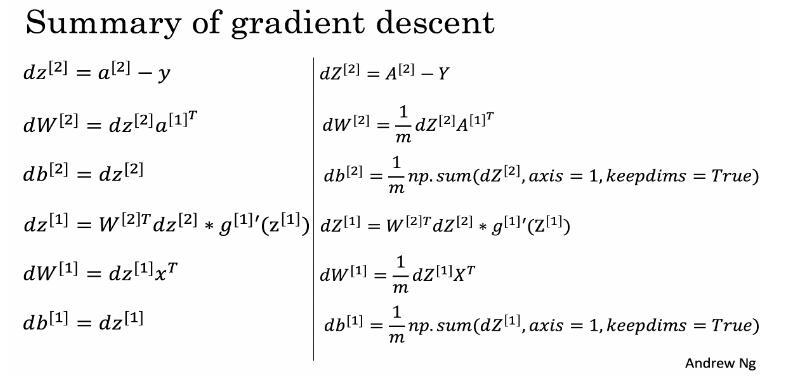 Summary of gradient descent
dz^{[2]} = a^{[2]} − y
dW^{[2]} = dz^{[2]}a^{[1]^T}
db^{[2]} = dz^{[2]}
dz^{[1]} = W^{[2]T}dz^{[2]} ∗ g^{[1]}′(z^{[1]})
dW^{[1]} = dz^{[1]}x^T
db^{[1]} = dz^{[1]}
dZ^{[2]} = A^{[2]} − Y
dW^{[2]} = \frac{1}{m}dZ^{[2]}A^{[1]^T}
db^{[2]} = \frac{1}{m}np.sum(dZ^{[2]}, axis = 1, keepdims = True)
dZ^{[1]} = W^{[2]T}dZ^{[2]} ∗ g^{[1]}′(Z^{[1]})
dW^{[1]} = \frac{1}{m}dZ^{[1]}X^T
db^{[1]} = \frac{1}{m}np.sum(dZ^{[1]}, axis = 1, keepdims = True)
Andrew Ng